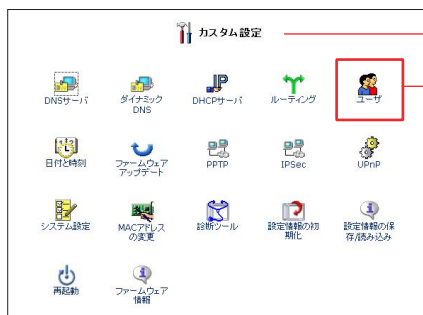 カスタム設定
DNSサーバ
ダイナミック
DNS
DHCPサーバ
ルーティング
ユーザ
日付と時刻
ファームウェア
アップデート
PPTP
IPSec
UPnP
システム設定
MACアドレス
の変更
診断ツール
設定情報の初
期化
設定情報の保
存/読み込み
再起動
ファームウェア
情報